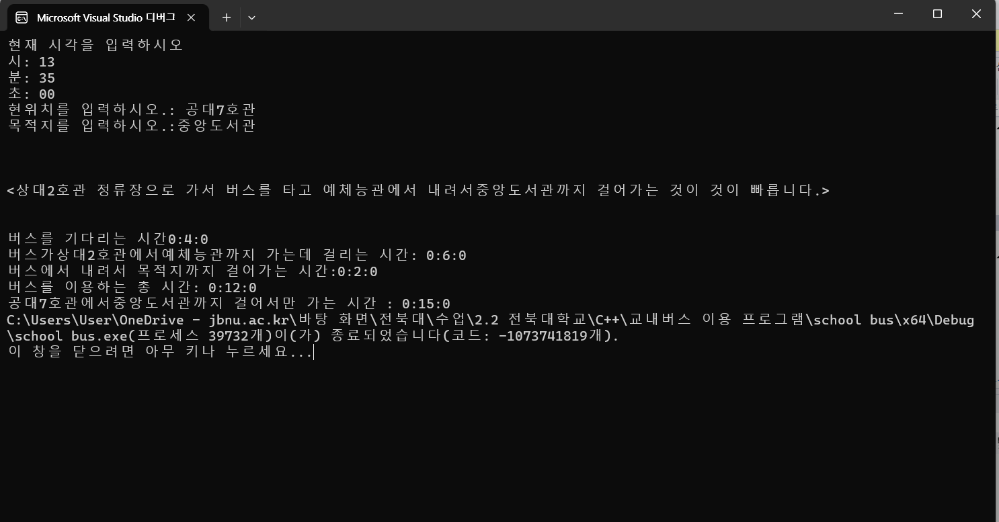 Microsoft Visual Studio 디버그
현재 시각을 입력하시오
시: 13
분: 35
초: 00
현위치를 입력하시오.: 공대7호관
목적지를 입력하시오.:중앙도서관
<상대2호관 정류장으로 가서 버스를 타고 예체능관에서 내려서중앙도서관까지 걸어가는 것이 것이 빠릅니다.>
버스를 기다리는 시간0:4:0
버스가상대2호관에서예체능관까지 가는데 걸리는 시간: 0:6:0
버스에서 내려서 목적지까지 걸어가는 시간:0:2:0
버스를 이용하는 총 시간: 0:12:0
공대7호관에서중앙도서관까지 걸어서만 가는 시간 : 0:15:0
C:\Users\User\OneDrive - jbnu.ac.kr\바탕 화면\전북대\수업\2.2 전북대학교\C++\교내버스 이용 프로그램\school bus\x64\Debug
\school bus.exe(프로세스 39732개)이(가) 종료되었습니다(코드: -1073741819개).
이 창을 닫으려면 아무 키나 누르세요...